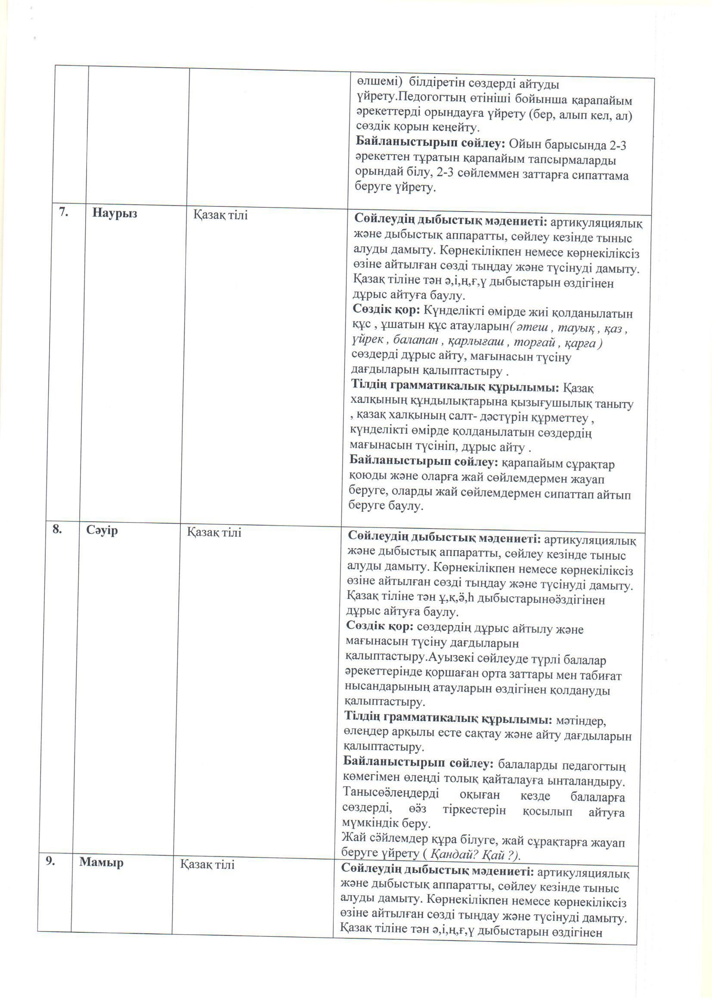 өлшемі)  білдіретін сөздерді айтуды
үйрету.Педогогтың өтініші бойынша қарапайым
әрекеттерді орындауға үйрету (бер, алып кел, ал)
сөздік қорын кеңейту.
Байланыстырып сөйлеу: Ойын барысында 2-3
әрекеттен тұратын қарапайым тапсырмаларды
орындай білу, 2-3 сөйлеммен заттарға сипаттама
беруге үйрету.
7. Наурыз Қазақ тілі
Сөйлеудің дыбыстық мәдениеті: артикуляциялық
және дыбыстық аппаратты, сөйлеу кезінде тыныс
алуды дамыту. Көрнекілікпен немесе көрнекіліксіз
өзіне айтылған сөзді тыңдау және түсінуді дамыту.
Қазақ тіліне тән ә,і,ң,ғ,ү дыбыстарын өздігінен
дұрыс айтуға баулу.
Сөздік қор: Күнделікті өмірде жиі қолданылатын
құс , ұшатын құс атауларын( әтеш , тауық , қаз ,
үйрек , балапан , қарлығаш , торғай , қарға )
сөздерді дұрыс айту, мағынасын түсіну
дағдыларын қалыптастыру .
Тілдің грамматикалық құрылымы: Қазақ
халқының құндылықтарына қызығушылық таныту
, қазақ халқының салт- дәстүрін құрметтеу ,
күнделікті өмірде қолданылатын сөздердің
мағынасын түсініп, дұрыс айту .
Байланыстырып сөйлеу: қарапайым сұрақтар
қоюды және оларға жай сөйлемдермен жауап
беруге, оларды жай сөйлемдермен сипаттап айтып
беруге баулу.
8. Сәуір Қазақ тілі
Сөйлеудің дыбыстық мәдениеті: артикуляциялық
және дыбыстық аппаратты, сөйлеу кезінде тыныс
алуды дамыту. Көрнекілікпен немесе көрнекіліксіз
өзіне айтылған сөзді тыңдау және түсінуді дамыту.
Қазақ тіліне тән ұ,қ,ӛ,һ дыбыстарынөӛздігінен
дұрыс айтуға баулу.
Сөздік қор: сөздердің дұрыс айтылу және
мағынасын түсіну дағдыларын
қалыптастыру.Ауызекі сөйлеуде түрлі балалар
әрекеттерінде қоршаған орта заттары мен табиғат
нысандарының атауларын өздігінен қолдануды
қалыптастыру.
Тілдің грамматикалық құрылымы: мәтіндер,
өлеңдер арқылы есте сақтау және айту дағдыларын
қалыптастыру.
Байланыстырып сөйлеу: балаларды педагогтың
көмегімен өлеңді толық қайталауға ынталандыру.
Танысөӛлеңдерді оқыған кезде балаларға
сөздерді, өӛз тіркестерін қосылып айтуға
мүмкіндік беру.
Жай сӛйлемдер құра білуге, жай сұрақтарға жауап
беруге үйрету ( Қандай? Қай ?).
9. Мамыр Қазақ тілі
Сөйлеудің дыбыстық мәдениеті: артикуляциялық
және дыбыстық аппаратты, сөйлеу кезінде тыныс
алуды дамыту. Көрнекілікпен немесе көрнекіліксіз
өзіне айтылған сөзді тыңдау және түсінуді дамыту.
Қазақ тіліне тән ә,і,ң,ғ,ү дыбыстарын өздігінен